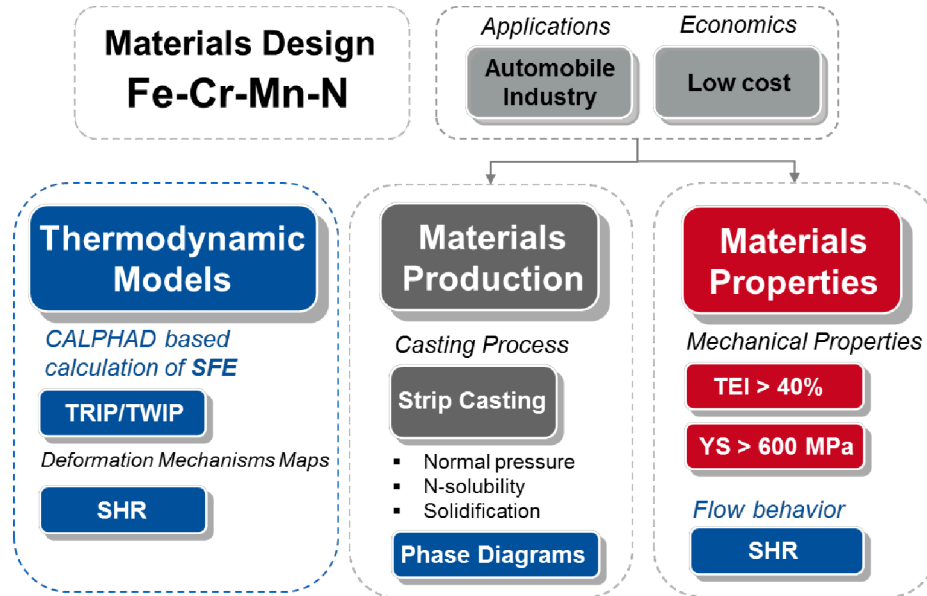 Materials Design
Fe-Cr-Mn-N
Applications
Automobile
Industry
Economics
Low cost
Thermodynamic
Models
CALPHAD based
calculation of SFE
TRIP/TWIP
Deformation Mechanisms Maps
SHR
Materials
Production
Casting Process
Strip Casting
▪ Normal pressure
▪ N-solubility
▪ Solidification
Phase Diagrams
Materials
Properties
Mechanical Properties
TEl > 40%
YS > 600 MPa
Flow behavior
SHR